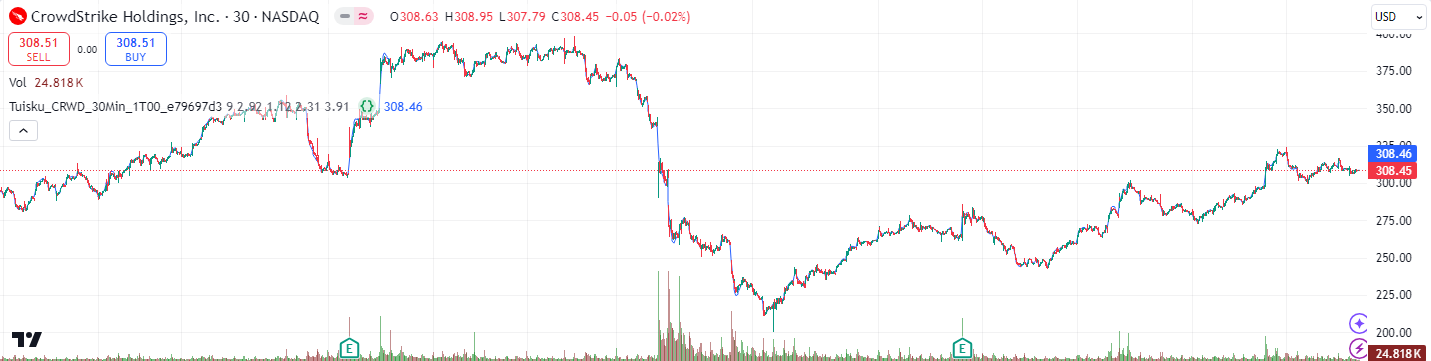 CrowdStrike Holdings, Inc. · 30 · NASDAQ O308.63 H308.95 L307.79 C308.45 −0.05 (−0.02%)
USD
308.51 SELL
0.00
308.51 BUY
Vol 24.818K
Tuisku_CRWD_30Min_1T00_e79697d3 9 2.92 1.12 2.31 3.91 {} 308.46
400.00
375.00
350.00
325.00
308.46
308.45
300.00
275.00
250.00
225.00
200.00
24.818K
E
E